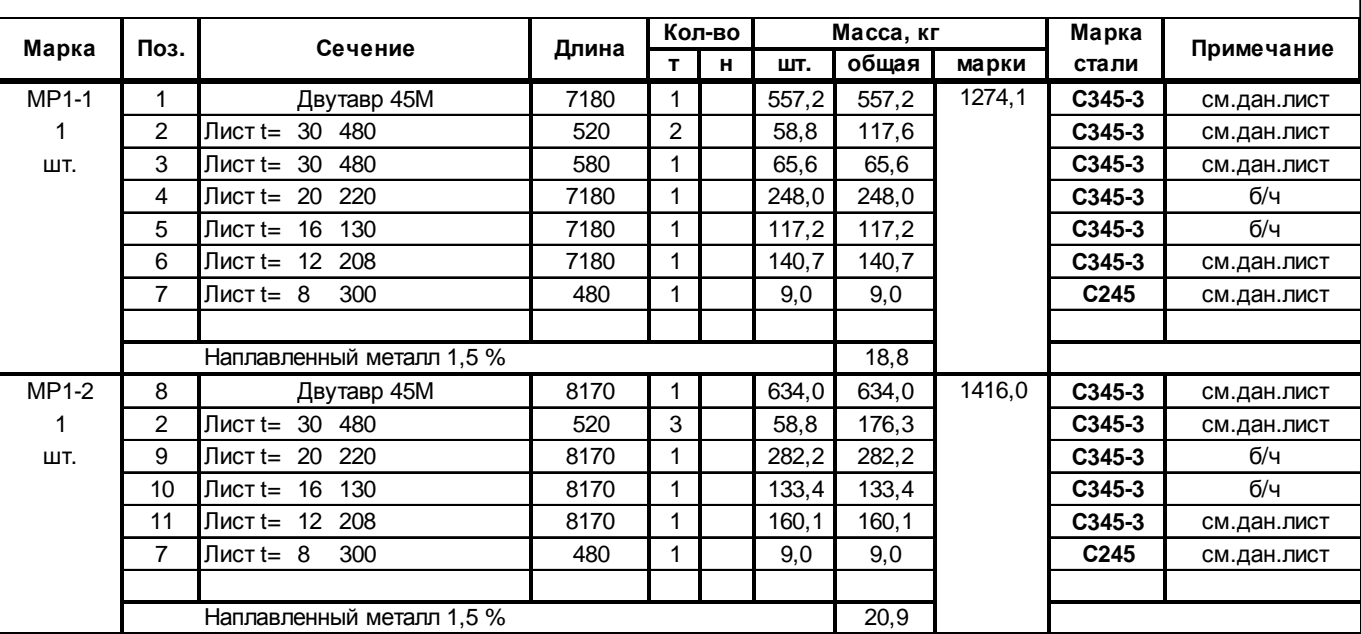 Марка Поз. Сечение Длина Кол-во Масса, кг Марка стали Примечание
т н шт. общая марки
МР1-1 1 Двутавр 45М 7180 1 557,2 557,2 1274,1 С345-3 см.дан.лист
1 2 Лист t= 30 480 520 2 58,8 117,6 С345-3 см.дан.лист
шт. 3 Лист t= 30 480 580 1 65,6 65,6 С345-3 см.дан.лист
4 Лист t= 20 220 7180 1 248,0 248,0 С345-3 б/ч
5 Лист t= 16 130 7180 1 117,2 117,2 С345-3 б/ч
6 Лист t= 12 208 7180 1 140,7 140,7 С345-3 см.дан.лист
7 Лист t= 8 300 480 1 9,0 9,0 С245 см.дан.лист
Наплавленный металл 1,5 % 18,8
МР1-2 8 Двутавр 45М 8170 1 634,0 634,0 1416,0 С345-3 см.дан.лист
1 2 Лист t= 30 480 520 3 58,8 176,3 С345-3 см.дан.лист
шт. 9 Лист t= 20 220 8170 1 282,2 282,2 С345-3 б/ч
10 Лист t= 16 130 8170 1 133,4 133,4 С345-3 б/ч
11 Лист t= 12 208 8170 1 160,1 160,1 С345-3 см.дан.лист
7 Лист t= 8 300 480 1 9,0 9,0 С245 см.дан.лист
Наплавленный металл 1,5 % 20,9